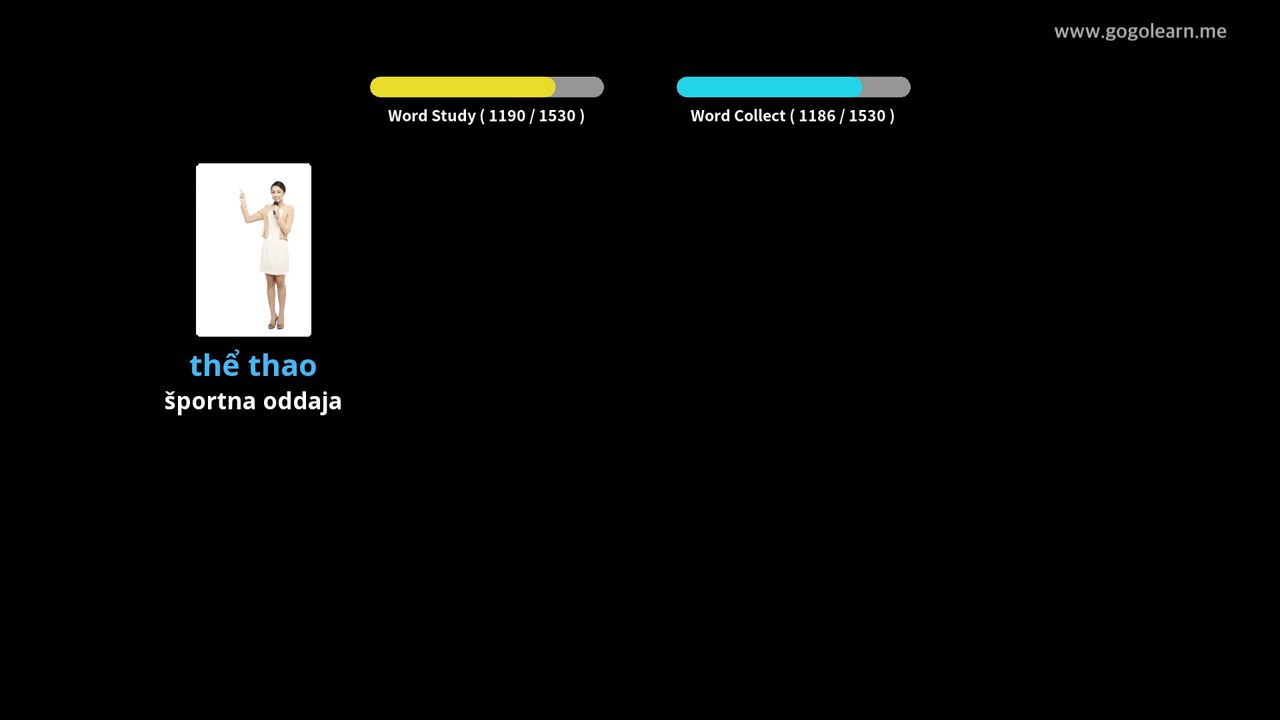 www.gogolearn.me
Word Study ( 1190 / 1530 )
Word Collect ( 1186 / 1530 )
thể thao
športna oddaja